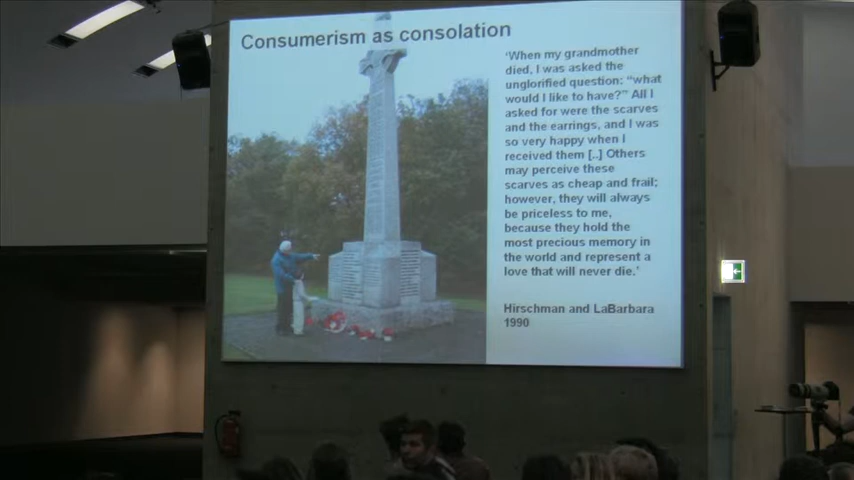 Consumerism as consolation
‘When my grandmother
died, I was asked the
unglorified question: “what
would I like to have?” All I
asked for were the scarves
and the earrings, and I was
so very happy when I
received them [..] Others
may perceive these
scarves as cheap and frail;
however, they will always
be priceless to me,
because they hold the
most precious memory in
the world and represent a
love that will never die.’
Hirschman and LaBarbara
1990